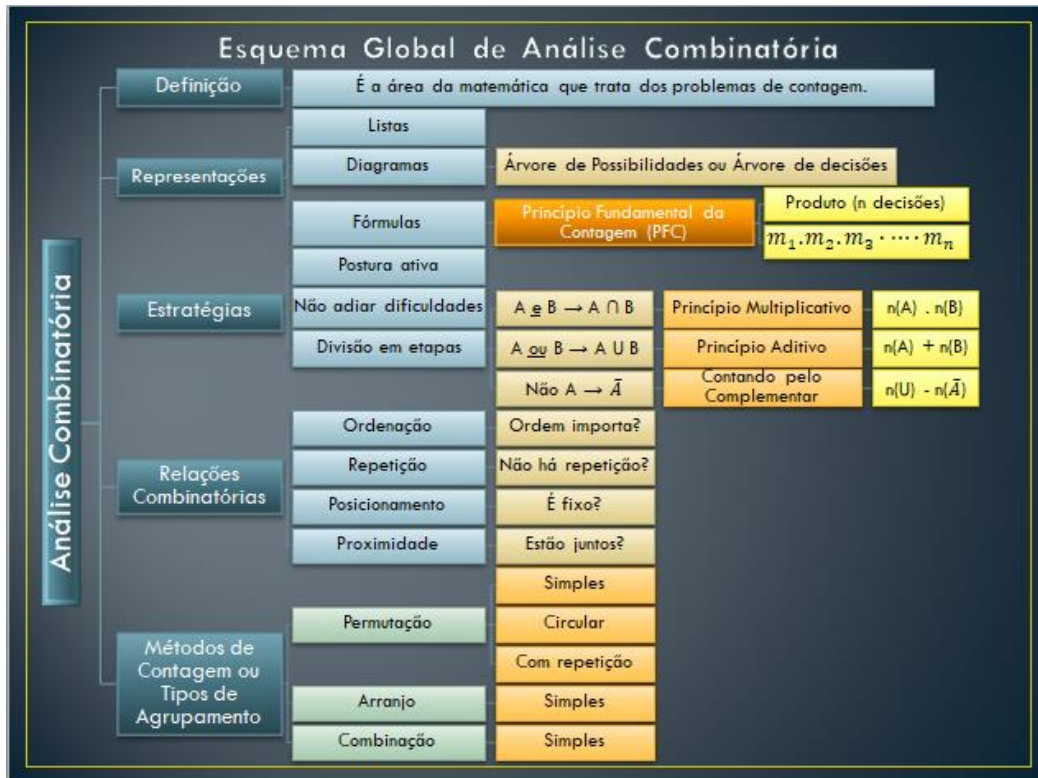 Esquema Global de Análise Combinatória
Análise Combinatória
Definição
É a área da matemática que trata dos problemas de contagem.
Representações
Listas
Diagramas
Árvore de Possibilidades ou Árvore de decisões
Fórmulas
Princípio Fundamental da
Contagem (PFC)
Produto (n decisões)
m₁.m₂.m₃ · ···· mₙ
Estratégias
Postura ativa
Não adiar dificuldades
Divisão em etapas
A e B → A ∩ B
Princípio Multiplicativo
n(A) . n(B)
A ou B → A U B
Princípio Aditivo
n(A) + n(B)
Não A → Ā
Contando pelo
Complementar
n(U) - n(Ā)
Relações
Combinatórias
Ordenação
Ordem importa?
Repetição
Não há repetição?
Posicionamento
É fixo?
Proximidade
Estão juntos?
Métodos de
Contagem ou
Tipos de
Agrupamento
Permutação
Simples
Circular
Com repetição
Arranjo
Simples
Combinação
Simples